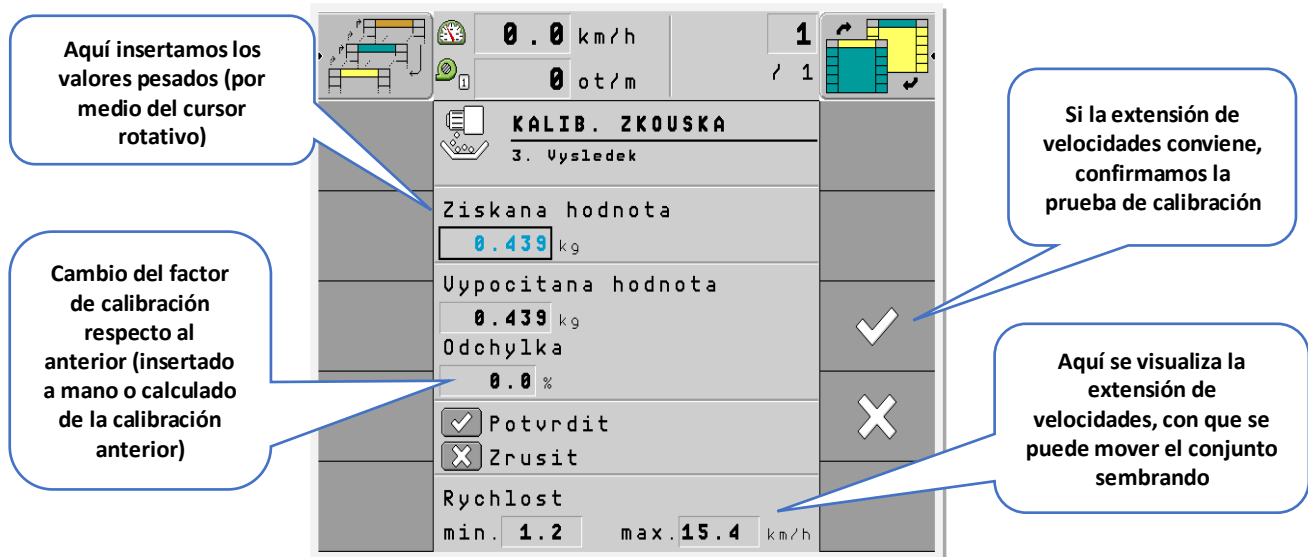 Aquí insertamos los
valores pesados (por
medio del cursor
rotativo)
Cambio del factor
de calibración
respecto al
anterior (insertado
a mano o calculado
de la calibración
anterior)
0.0 km/h
1
1
0 ot/m
/ 1
KALIB. ZKOUSKA
3. Vysledek
Ziskana hodnota
0.439 kg
Vypocitana hodnota
0.439 kg
Odchylka
0.0 %
Potvrdit
Zrusit
Rychlost
min. 1.2 max. 15.4 km/h
Si la extensión de
velocidades conviene,
confirmamos la
prueba de calibración
Aquí se visualiza la
extensión de
velocidades, con que se
puede mover el conjunto
sembrando